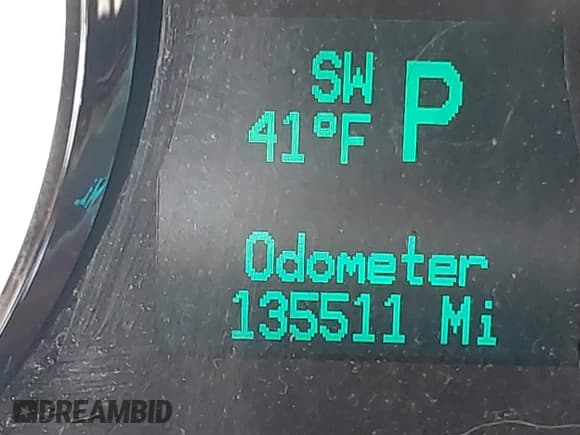 SW P
41°F
Odometer
135511 Mi
DREAMBID